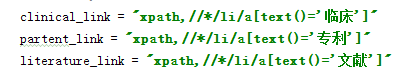 clinical_link = "xpath,//*/li/a[text()='临床']"
partent_link = "xpath,//*/li/a[text()='专利']"
literature_link = "xpath,//*/li/a[text()='文献']"